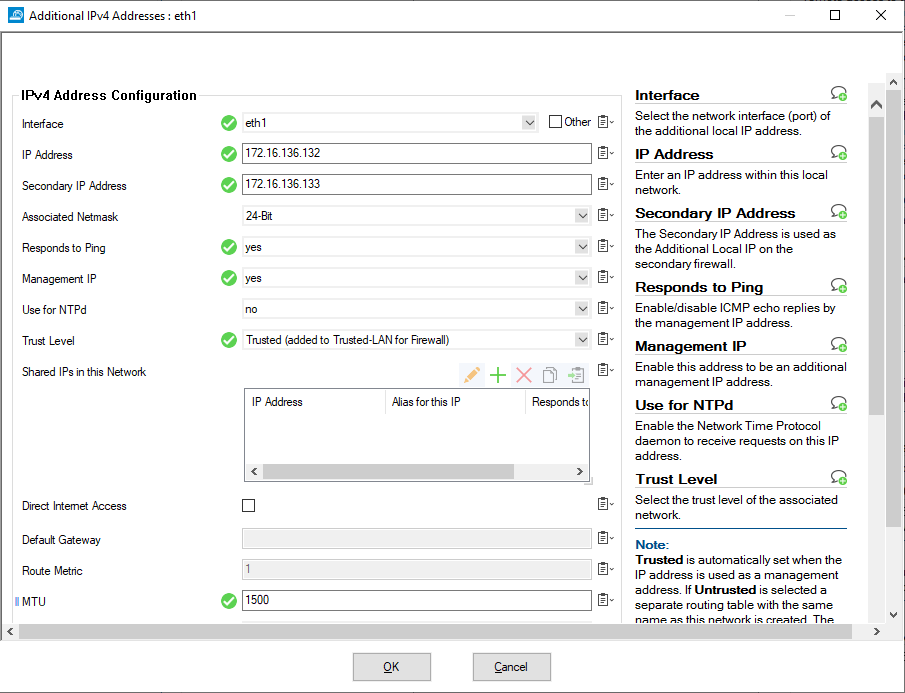 Additional IPv4 Addresses : eth1
IPv4 Address Configuration
Interface
eth1
Other
IP Address
172.16.136.132
Secondary IP Address
172.16.136.133
Associated Netmask
24-Bit
Responds to Ping
yes
Management IP
yes
Use for NTPd
no
Trust Level
Trusted (added to Trusted-LAN for Firewall)
Shared IPs in this Network
IP Address
Alias for this IP
Responds to
Direct Internet Access
Default Gateway
Route Metric
1
MTU
1500
Interface
Select the network interface (port) of
the additional local IP address.
IP Address
Enter an IP address within this local
network.
Secondary IP Address
The Secondary IP Address is used as
the Additional Local IP on the
secondary firewall.
Responds to Ping
Enable/disable ICMP echo replies by
the management IP address.
Management IP
Enable this address to be an additional
management IP address.
Use for NTPd
Enable the Network Time Protocol
daemon to receive requests on this IP
address.
Trust Level
Select the trust level of the associated
network.
Note:
Trusted is automatically set when the
IP address is used as a management
address. If Untrusted is selected a
separate routing table with the same
name as this network is created. The
OK
Cancel